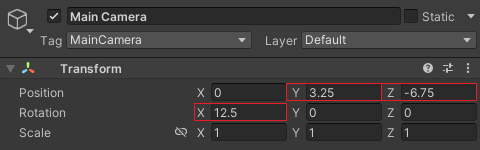 Main Camera Static
Tag MainCamera Layer Default
Transform
Position X 0 Y 3.25 Z -6.75
Rotation X 12.5 Y 0 Z 0
Scale X 1 Y 1 Z 1